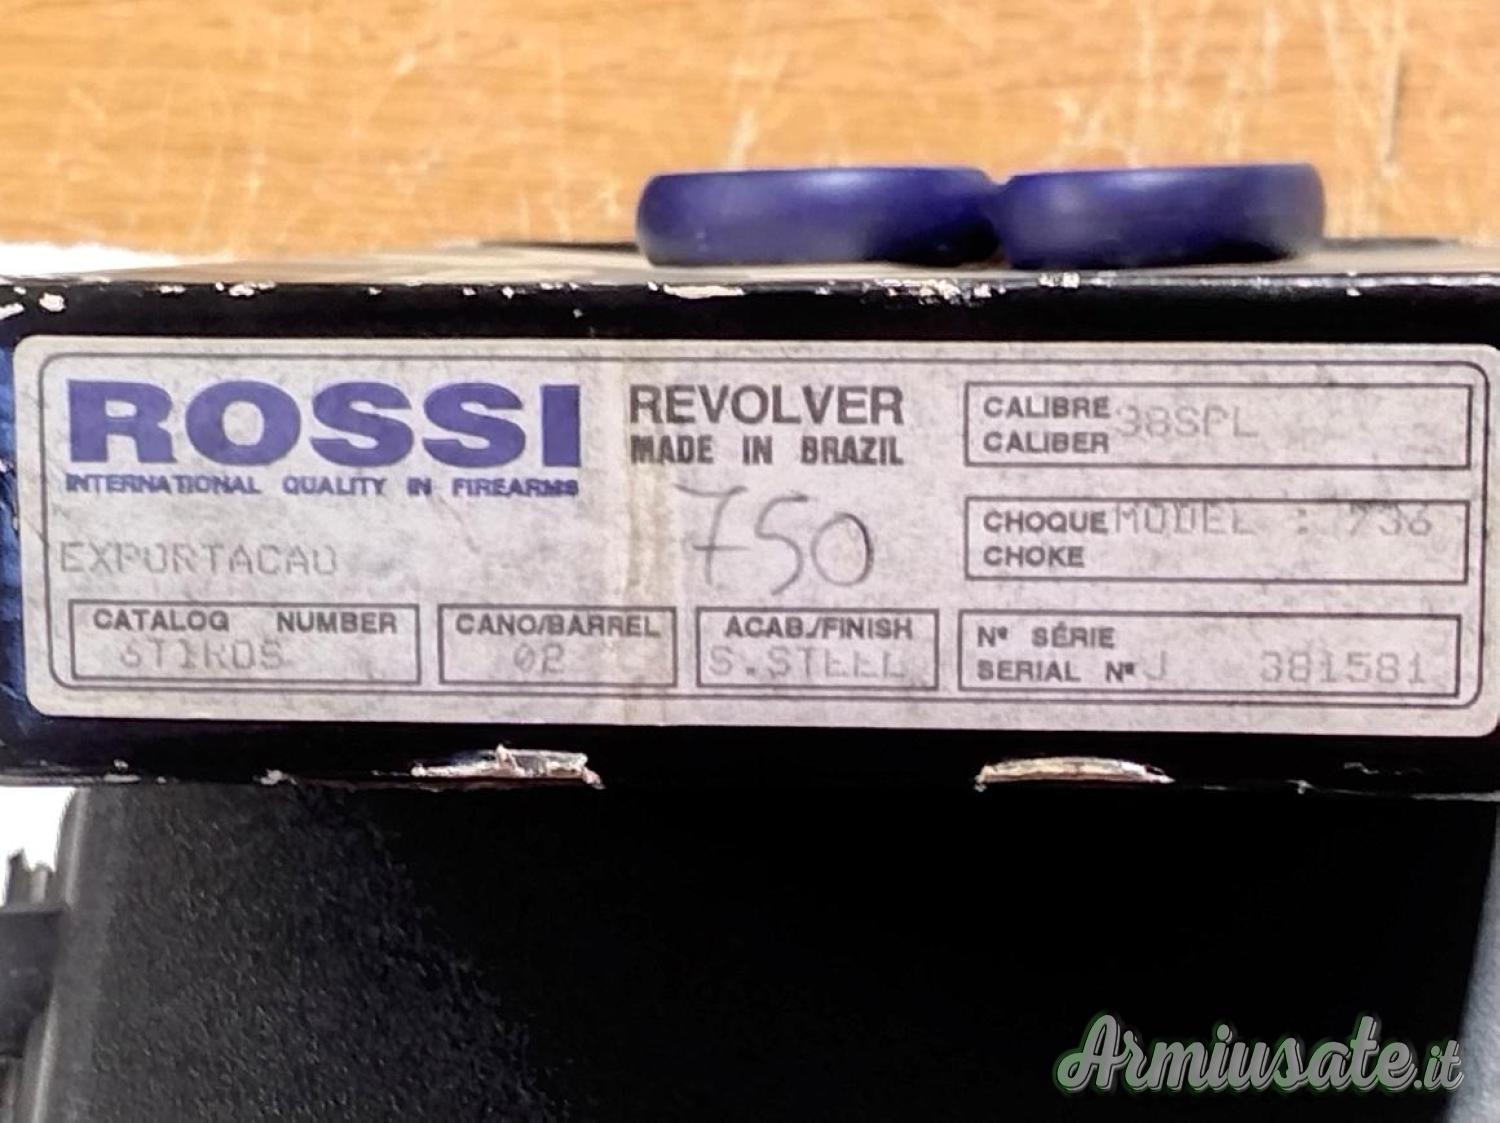 ROSSI
INTERNATIONAL QUALITY IN FIREARMS
EXPORTACAO
REVOLVER
MADE IN BRAZIL
750
CALIBRE
CALIBER
38SPL
CHOQUE
CHOKE
MODEL : 736
CATALOG NUMBER
6TIROS
CANO/BARREL
02
ACAB./FINISH
S.STEEL
Nº SÉRIE
SERIAL Nº J 381581
Armiusate.it